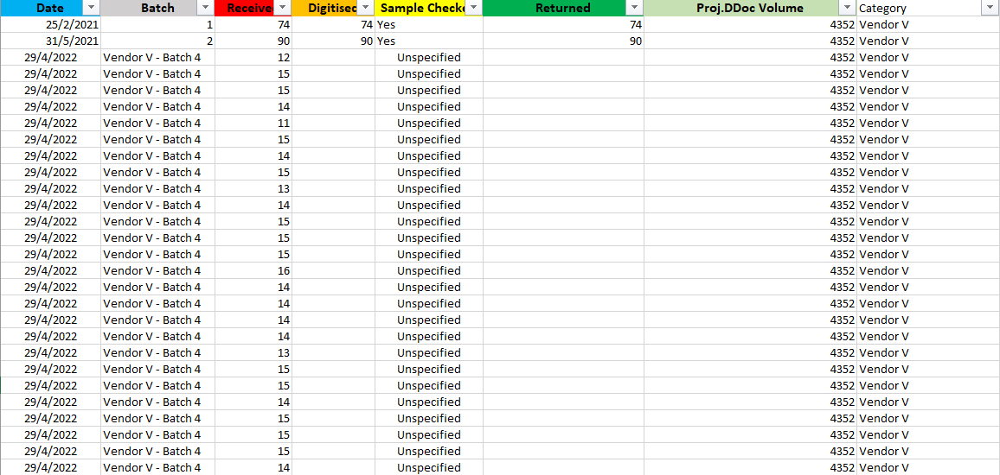 Date Batch Receive Digitised Sample Checke Returned Proj.DDoc Volume Category
25/2/2021 1 74 74 Yes 74 4352 Vendor V
31/5/2021 2 90 90 Yes 90 4352 Vendor V
29/4/2022 Vendor V - Batch 4 12 Unspecified 4352 Vendor V
29/4/2022 Vendor V - Batch 4 15 Unspecified 4352 Vendor V
29/4/2022 Vendor V - Batch 4 15 Unspecified 4352 Vendor V
29/4/2022 Vendor V - Batch 4 14 Unspecified 4352 Vendor V
29/4/2022 Vendor V - Batch 4 11 Unspecified 4352 Vendor V
29/4/2022 Vendor V - Batch 4 15 Unspecified 4352 Vendor V
29/4/2022 Vendor V - Batch 4 14 Unspecified 4352 Vendor V
29/4/2022 Vendor V - Batch 4 15 Unspecified 4352 Vendor V
29/4/2022 Vendor V - Batch 4 13 Unspecified 4352 Vendor V
29/4/2022 Vendor V - Batch 4 14 Unspecified 4352 Vendor V
29/4/2022 Vendor V - Batch 4 15 Unspecified 4352 Vendor V
29/4/2022 Vendor V - Batch 4 15 Unspecified 4352 Vendor V
29/4/2022 Vendor V - Batch 4 15 Unspecified 4352 Vendor V
29/4/2022 Vendor V - Batch 4 16 Unspecified 4352 Vendor V
29/4/2022 Vendor V - Batch 4 14 Unspecified 4352 Vendor V
29/4/2022 Vendor V - Batch 4 14 Unspecified 4352 Vendor V
29/4/2022 Vendor V - Batch 4 14 Unspecified 4352 Vendor V
29/4/2022 Vendor V - Batch 4 14 Unspecified 4352 Vendor V
29/4/2022 Vendor V - Batch 4 13 Unspecified 4352 Vendor V
29/4/2022 Vendor V - Batch 4 15 Unspecified 4352 Vendor V
29/4/2022 Vendor V - Batch 4 15 Unspecified 4352 Vendor V
29/4/2022 Vendor V - Batch 4 14 Unspecified 4352 Vendor V
29/4/2022 Vendor V - Batch 4 15 Unspecified 4352 Vendor V
29/4/2022 Vendor V - Batch 4 15 Unspecified 4352 Vendor V
29/4/2022 Vendor V - Batch 4 15 Unspecified 4352 Vendor V
29/4/2022 Vendor V - Batch 4 14 Unspecified 4352 Vendor V